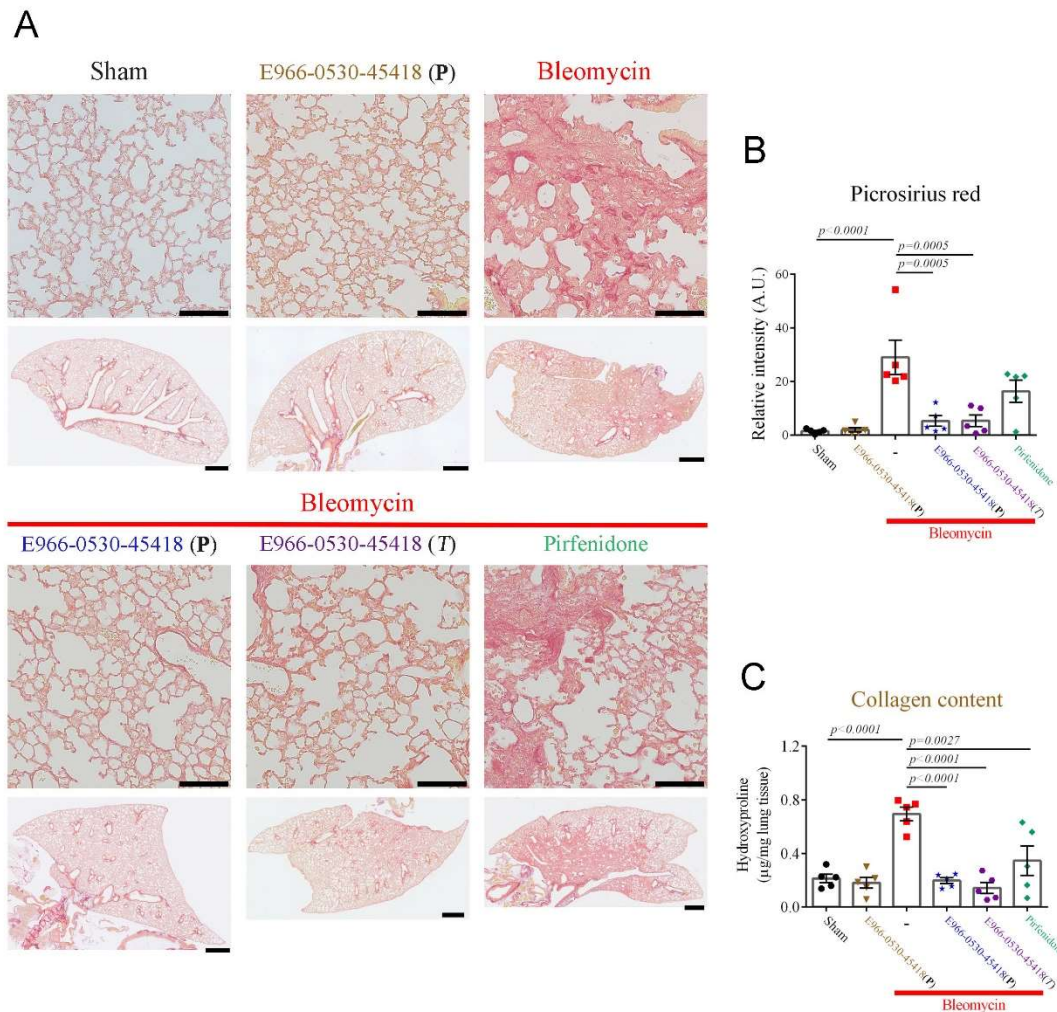 A
Sham
E966-0530-45418 (P)
Bleomycin
Bleomycin
E966-0530-45418 (P)
E966-0530-45418 (T)
Pirfenidone
B
Picrosirius red
p<0.0001
p=0.0005
p=0.0005
Relative intensity (A.U.)
60
40
20
0
Sham
E966-0530-45418(P)
-
E966-0530-45418(P)
E966-0530-45418(T)
Pirfenidone
Bleomycin
C
Collagen content
p<0.0001
p=0.0027
p<0.0001
p<0.0001
Hydroxyproline
(µg/mg lung tissue)
1.2
0.8
0.4
0.0
Sham
E966-0530-45418(P)
-
E966-0530-45418(P)
E966-0530-45418(T)
Pirfenidone
Bleomycin